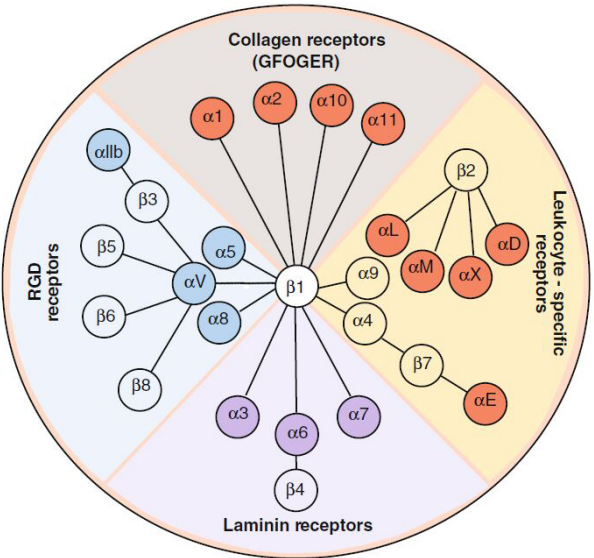 Collagen receptors
(GFOGER)
α1
α2
α10
α11
αIIb
β3
β5
αV
α5
β6
α8
β8
RGD
receptors
β1
β2
αL
αM
αX
αD
α9
α4
β7
αE
Leukocyte - specific
receptors
α3
α6
α7
β4
Laminin receptors